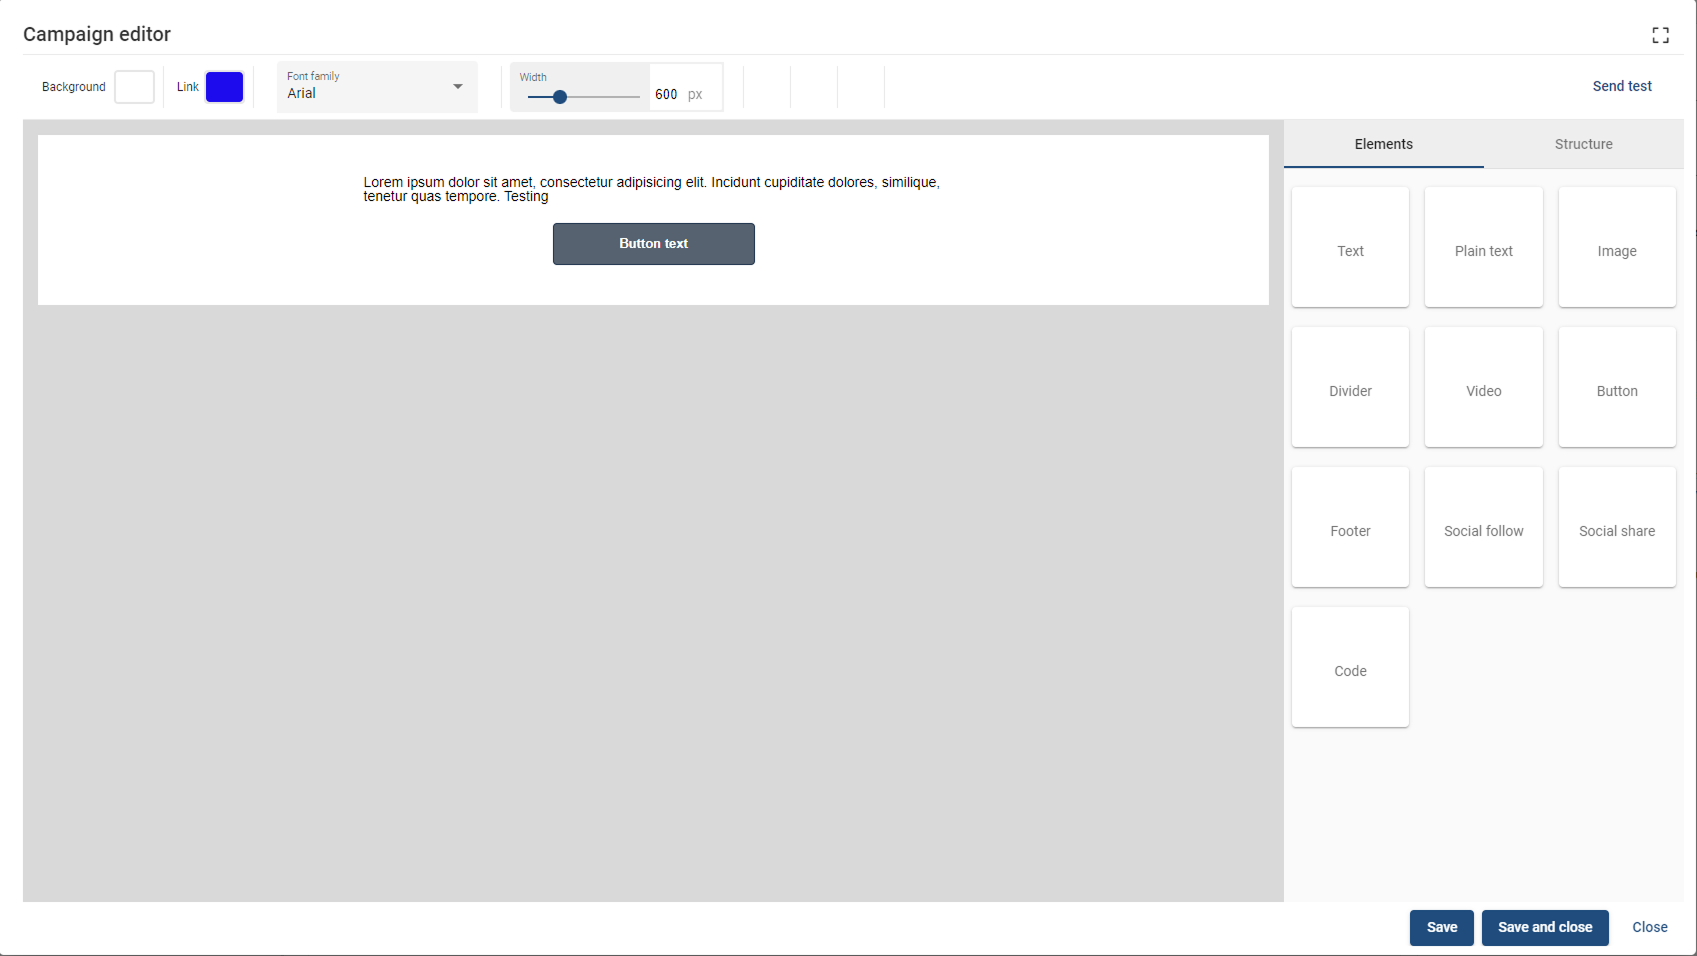 Campaign editor
Background
Link
Font family
Arial
Width
600 px
Send test
Elements
Structure
Lorem ipsum dolor sit amet, consectetur adipisicing elit. Incidunt cupiditate dolores, similique,
tenetur quas tempore. Testing
Button text
Text
Plain text
Image
Divider
Video
Button
Footer
Social follow
Social share
Code
Save
Save and close
Close